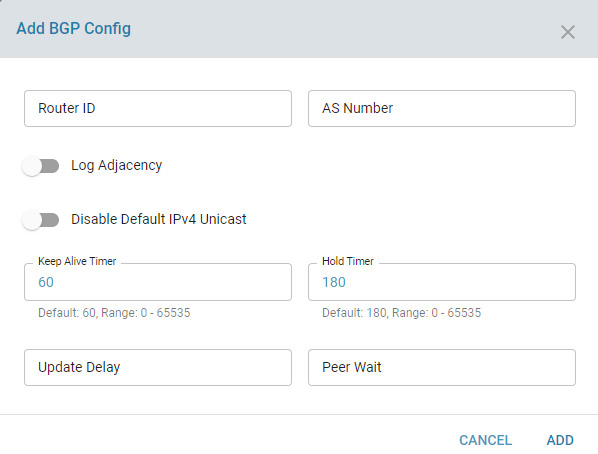 Add BGP Config
Router ID
AS Number
Log Adjacency
Disable Default IPv4 Unicast
Keep Alive Timer
60
Default: 60, Range: 0 - 65535
Hold Timer
180
Default: 180, Range: 0 - 65535
Update Delay
Peer Wait
CANCEL
ADD